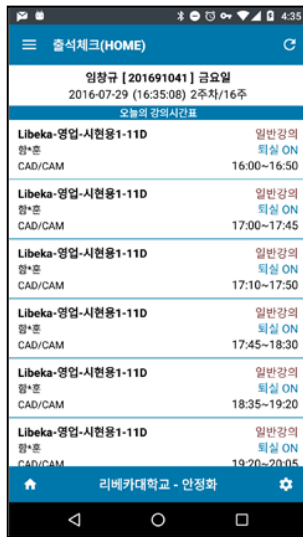 4:35
출석체크(HOME)
임창규 [201691041] 금요일
2016-07-29 (16:35:08) 2주차/16주
오늘의 강의시간표
Libeka-영업-시현용1-11D 일반강의
함*훈 퇴실 ON
CAD/CAM 16:00~16:50
Libeka-영업-시현용1-11D 일반강의
함*훈 퇴실 ON
CAD/CAM 17:00~17:45
Libeka-영업-시현용1-11D 일반강의
함*훈 퇴실 ON
CAD/CAM 17:10~17:50
Libeka-영업-시현용1-11D 일반강의
함*훈 퇴실 ON
CAD/CAM 17:45~18:30
Libeka-영업-시현용1-11D 일반강의
함*훈 퇴실 ON
CAD/CAM 18:35~19:20
Libeka-영업-시현용1-11D 일반강의
함*훈 퇴실 ON
CAD/CAM 19:20~20:05
리베카대학교 - 안정화